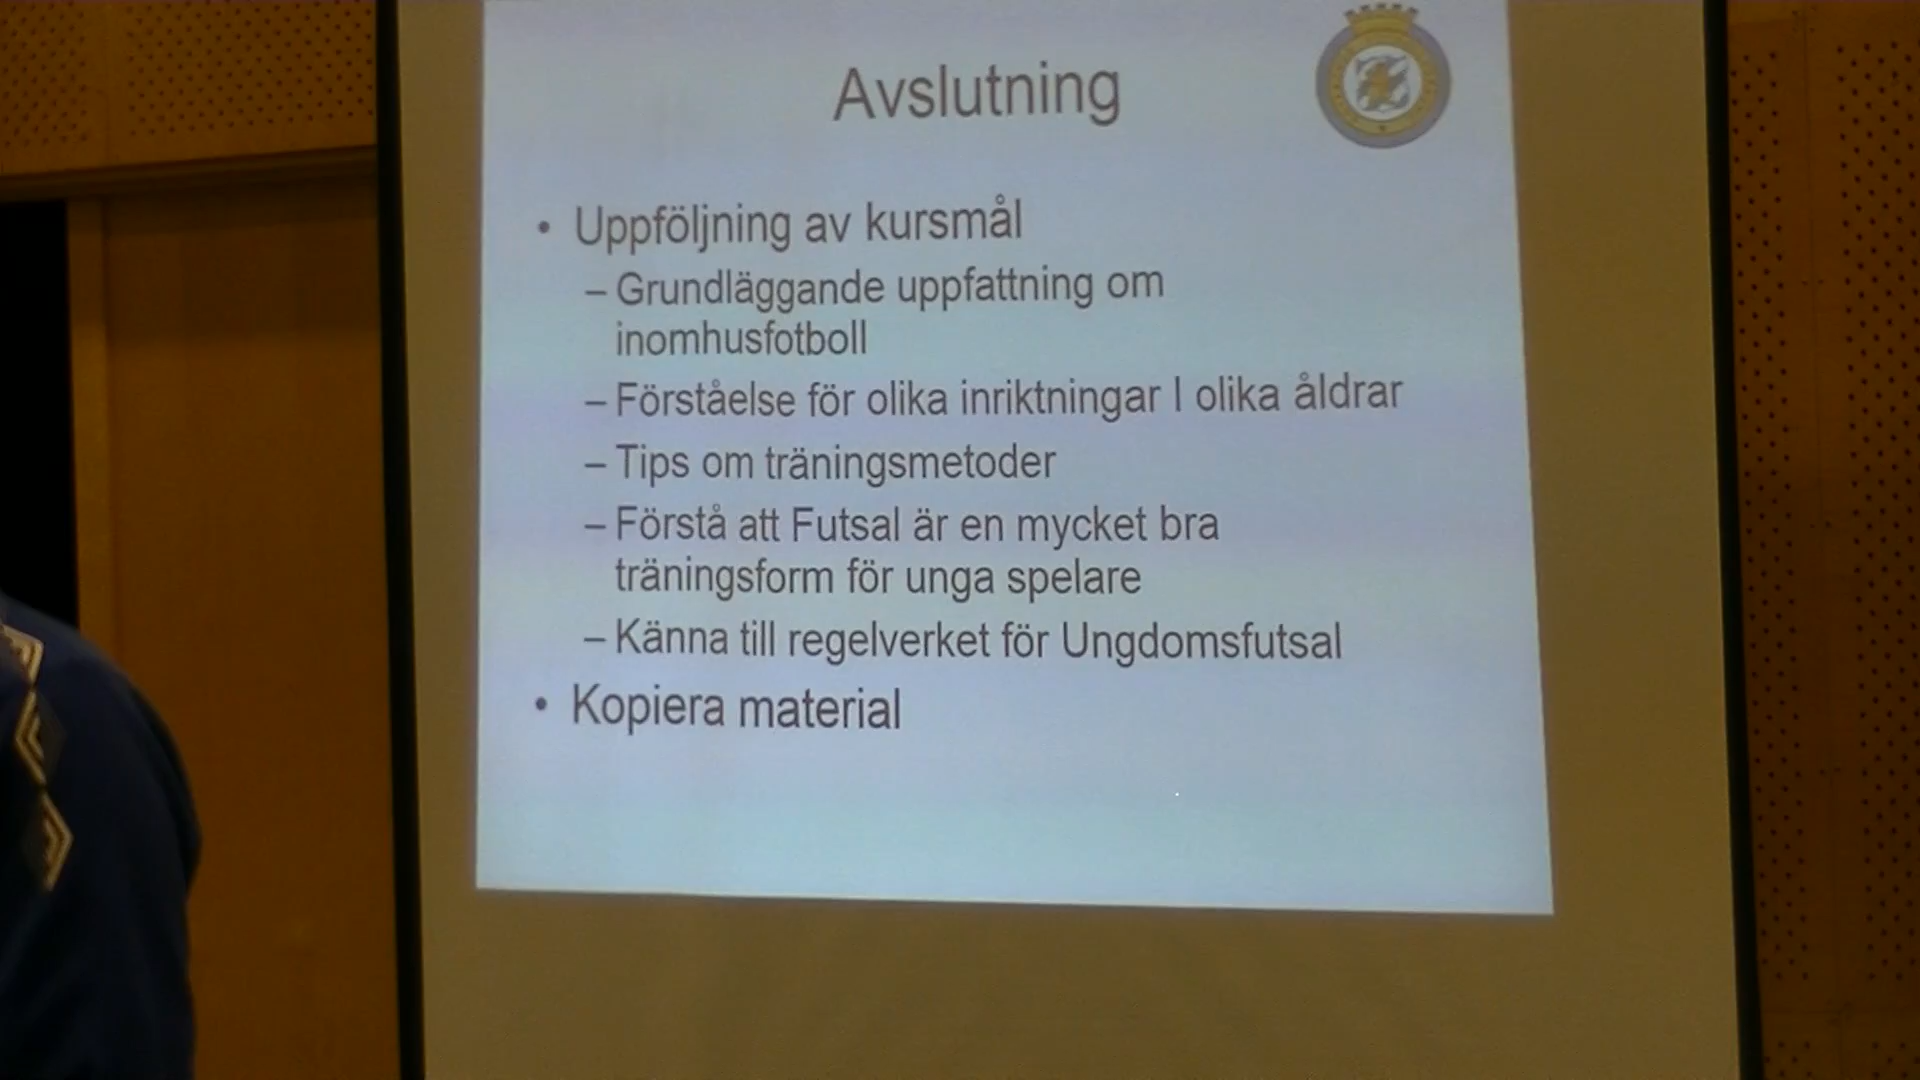 Avslutning
• Uppföljning av kursmål
– Grundläggande uppfattning om
inomhusfotboll
– Förståelse för olika inriktningar I olika åldrar
– Tips om träningsmetoder
– Förstå att Futsal är en mycket bra
träningsform för unga spelare
– Känna till regelverket för Ungdomsfutsal
• Kopiera material